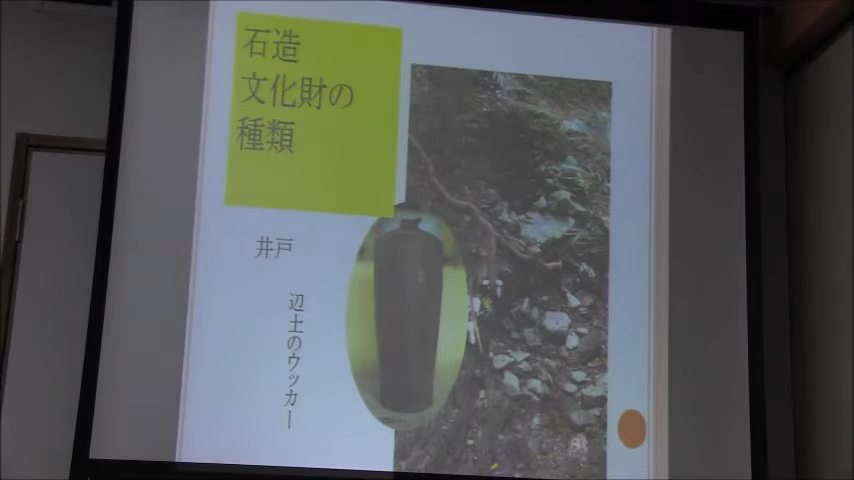 石造
文化財の
種類
井戸
辺土のウッカー